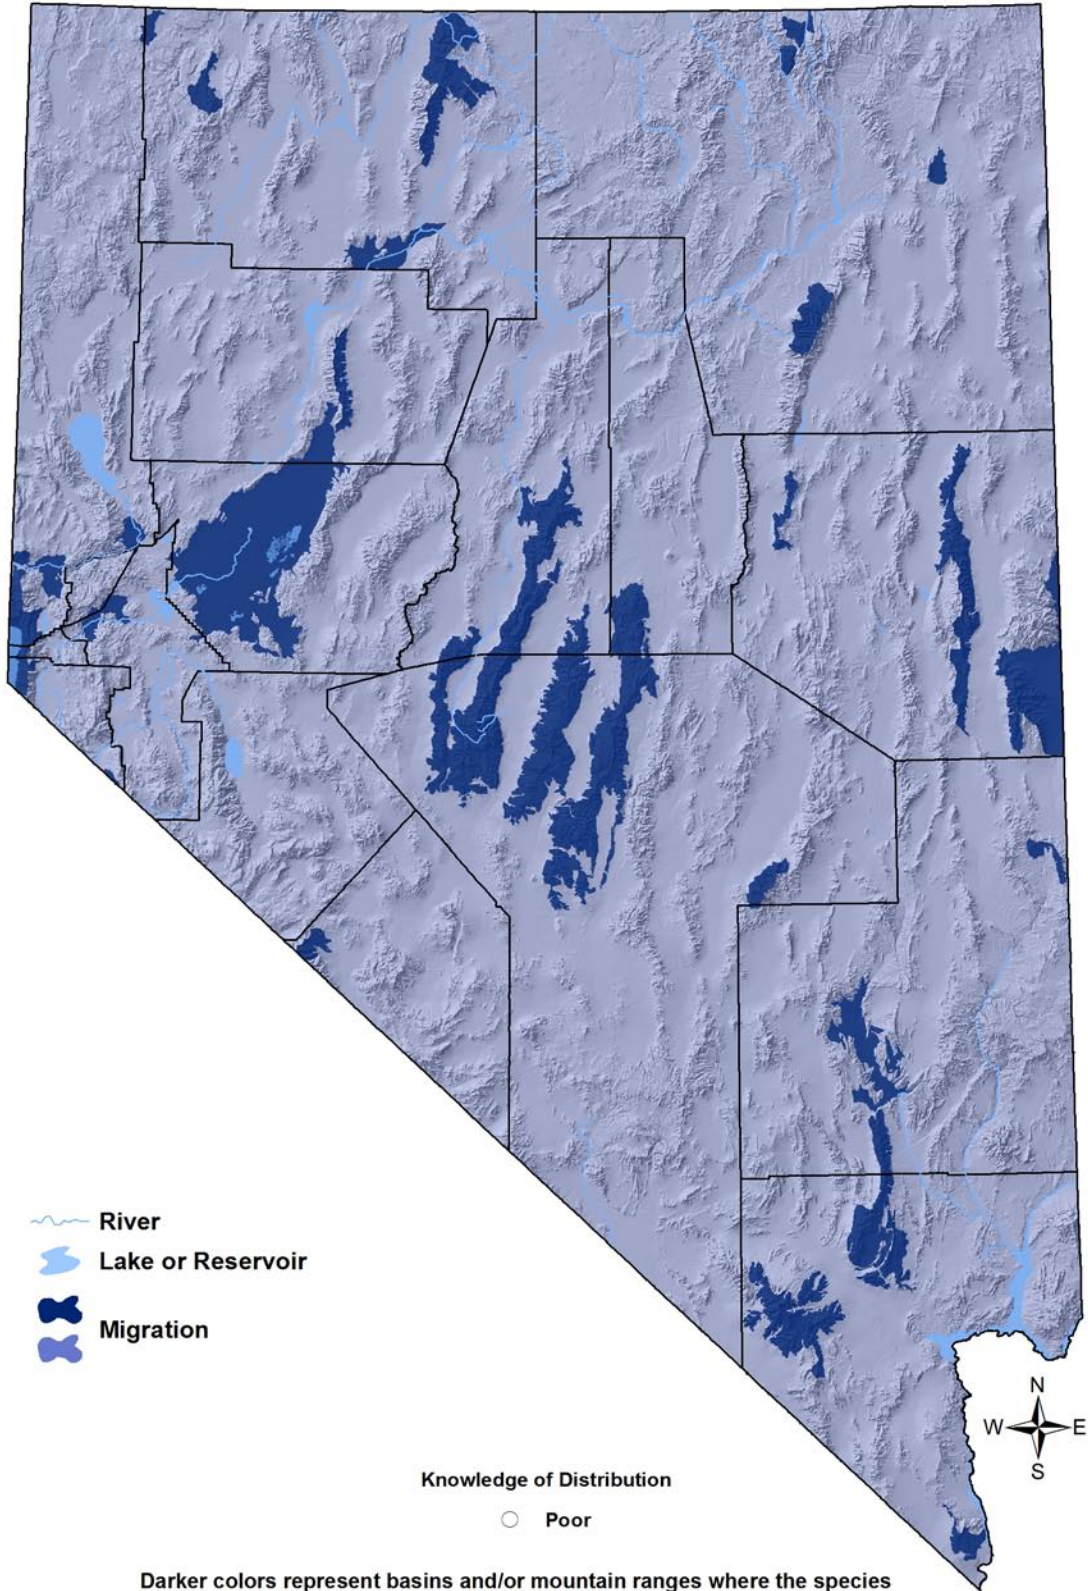 River
Lake or Reservoir
Migration
N
W E
S
Knowledge of Distribution
Poor
Darker colors represent basins and/or mountain ranges where the species